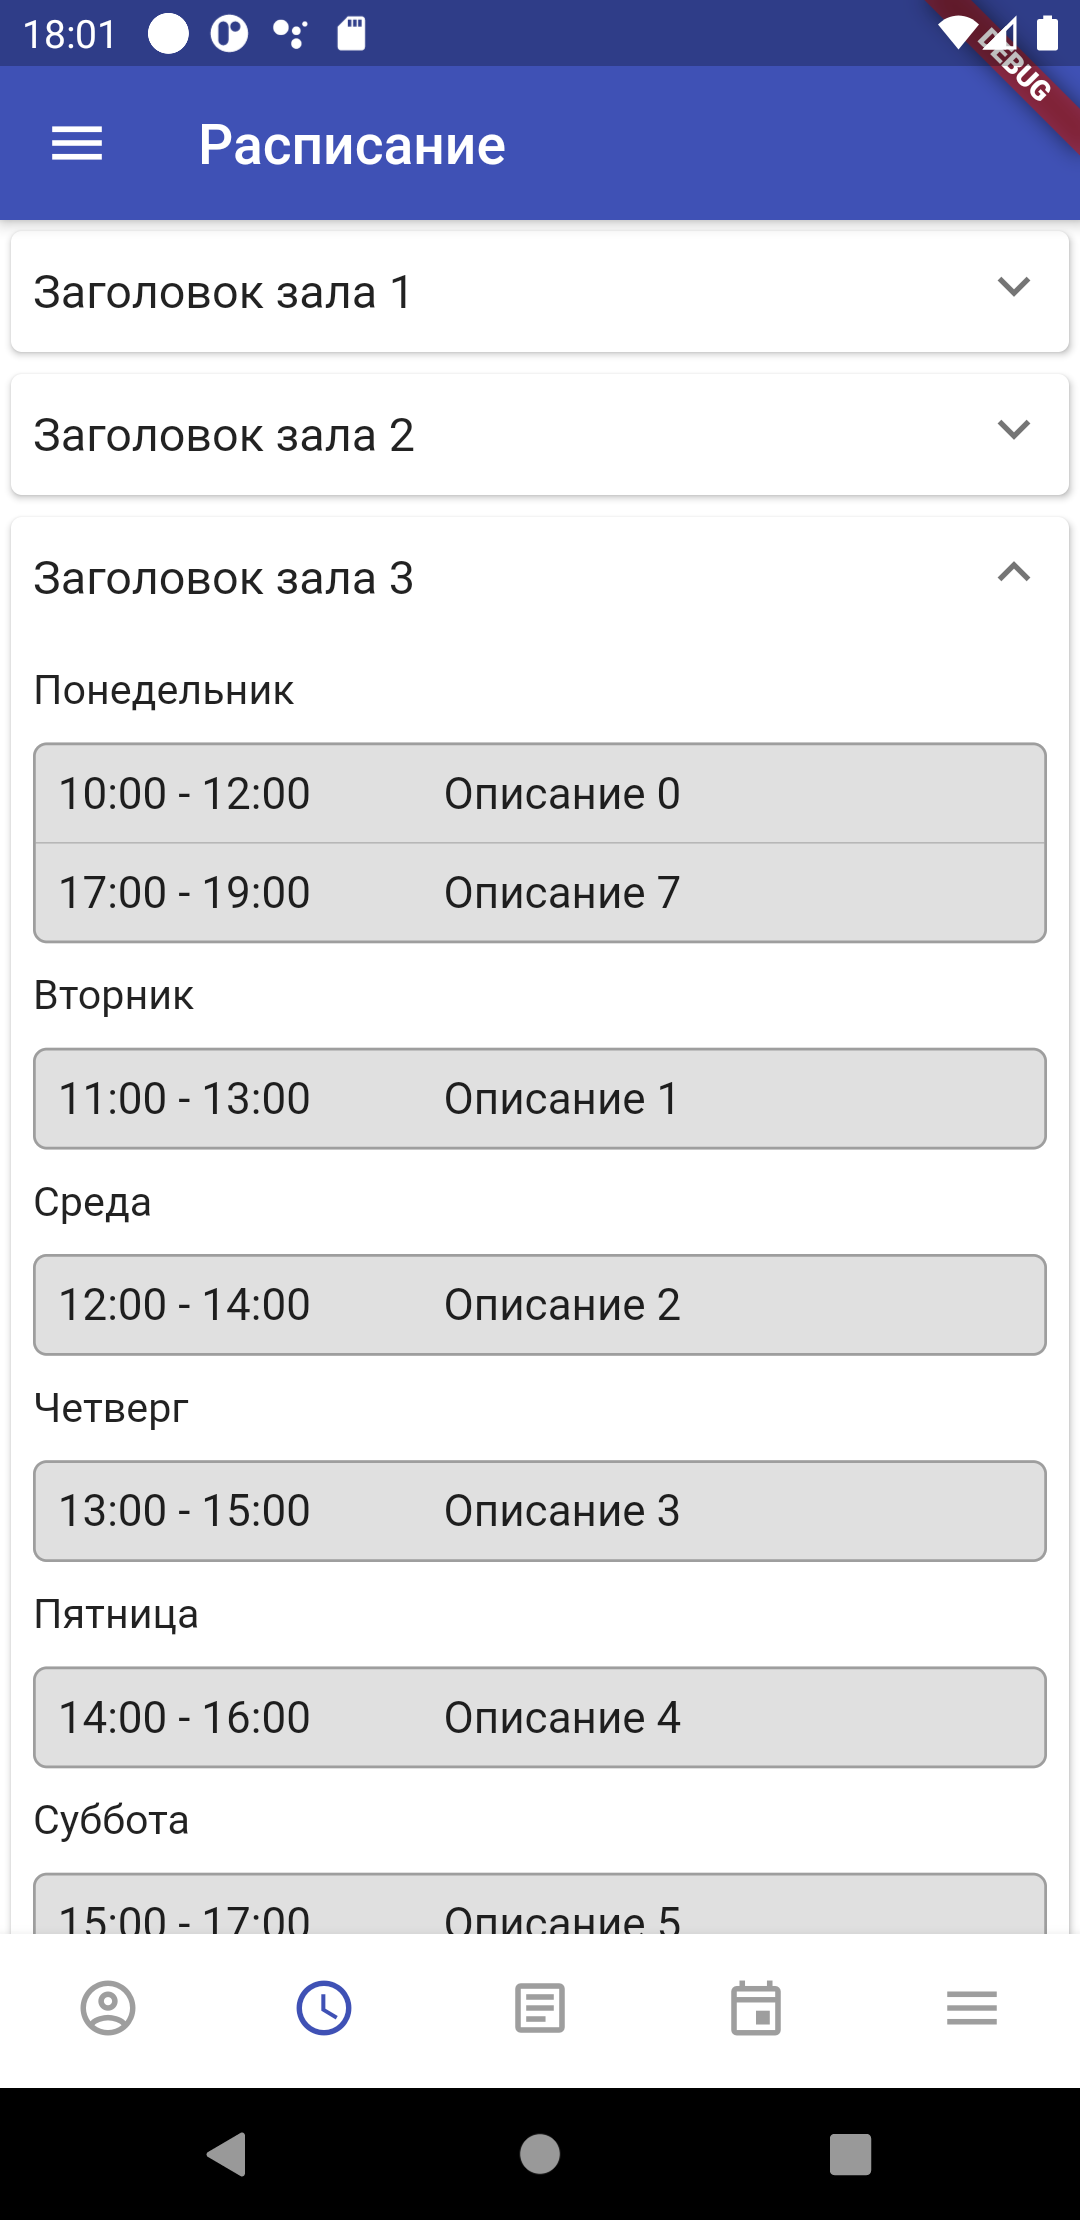 18:01
DEBUG
Расписание
Заголовок зала 1
Заголовок зала 2
Заголовок зала 3
Понедельник
10:00 - 12:00 Описание 0
17:00 - 19:00 Описание 7
Вторник
11:00 - 13:00 Описание 1
Среда
12:00 - 14:00 Описание 2
Четверг
13:00 - 15:00 Описание 3
Пятница
14:00 - 16:00 Описание 4
Суббота
15:00 - 17:00 Описание 5